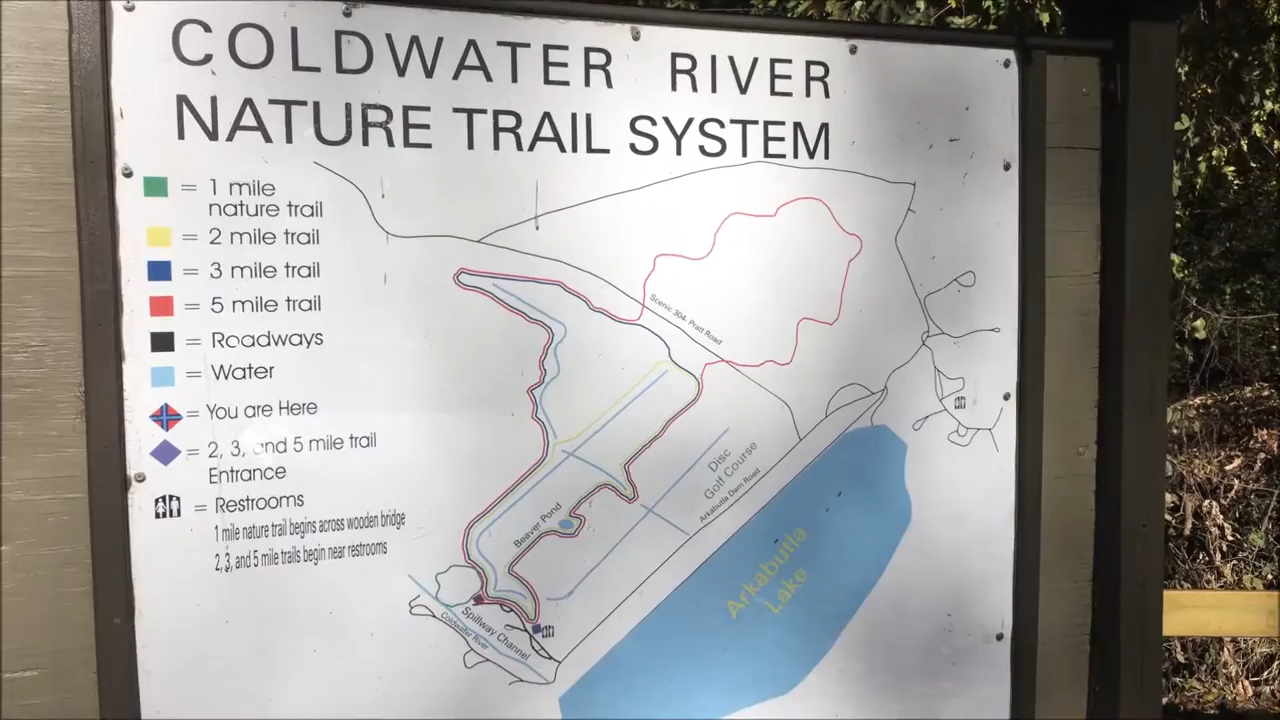 COLDWATER RIVER
NATURE TRAIL SYSTEM
= 1 mile
nature trail
= 2 mile trail
= 3 mile trail
= 5 mile trail
= Roadways
= Water
= You are Here
= 2, 3, and 5 mile trail
Entrance
= Restrooms
1 mile nature trail begins across wooden bridge
2, 3, and 5 mile trails begin near restrooms
Scenic 304- Pratt Road
Disc
Golf Course
Arkabutla Dam Road
Beaver Pond
Arkabutla
Lake
Spillway Channel
Coldwater River